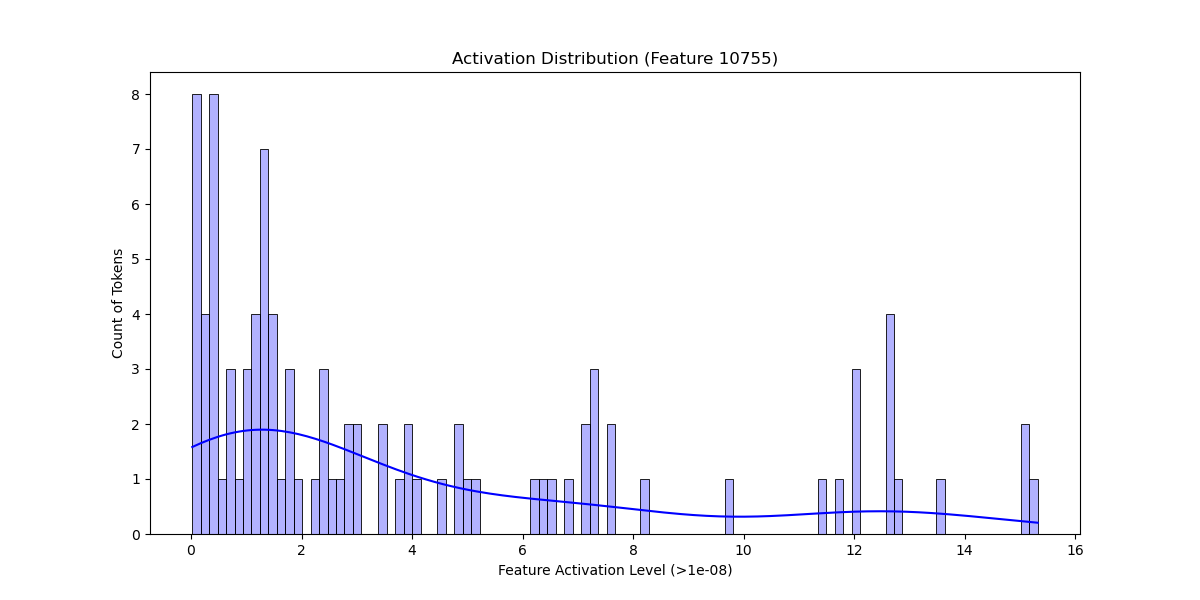 Activation Distribution (Feature 10755)
Count of Tokens
8
7
6
5
4
3
2
1
0
0 2 4 6 8 10 12 14 16
Feature Activation Level (>1e-08)